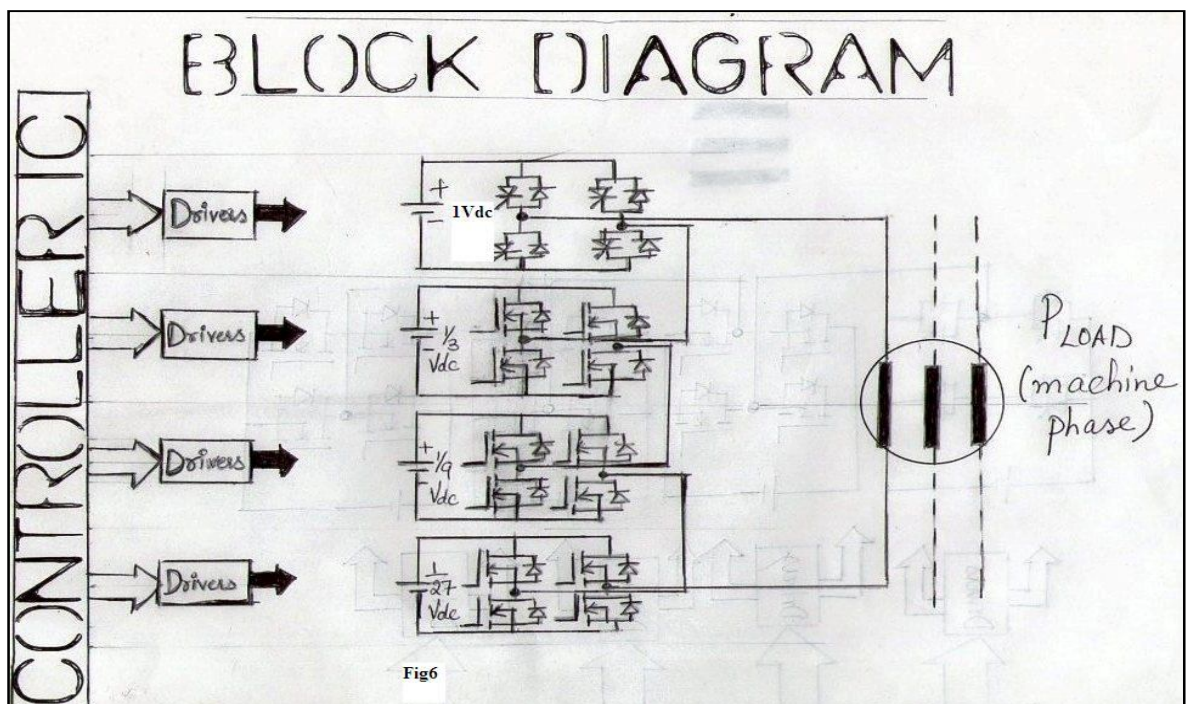 BLOCK DIAGRAM
CONTROLLER IC
Drivers
+
-
1Vdc
Drivers
+
-
1/3
Vdc
Drivers
+
-
1/9
Vdc
Drivers
1/27
Vdc
PLOAD
(machine
phase)
Fig6